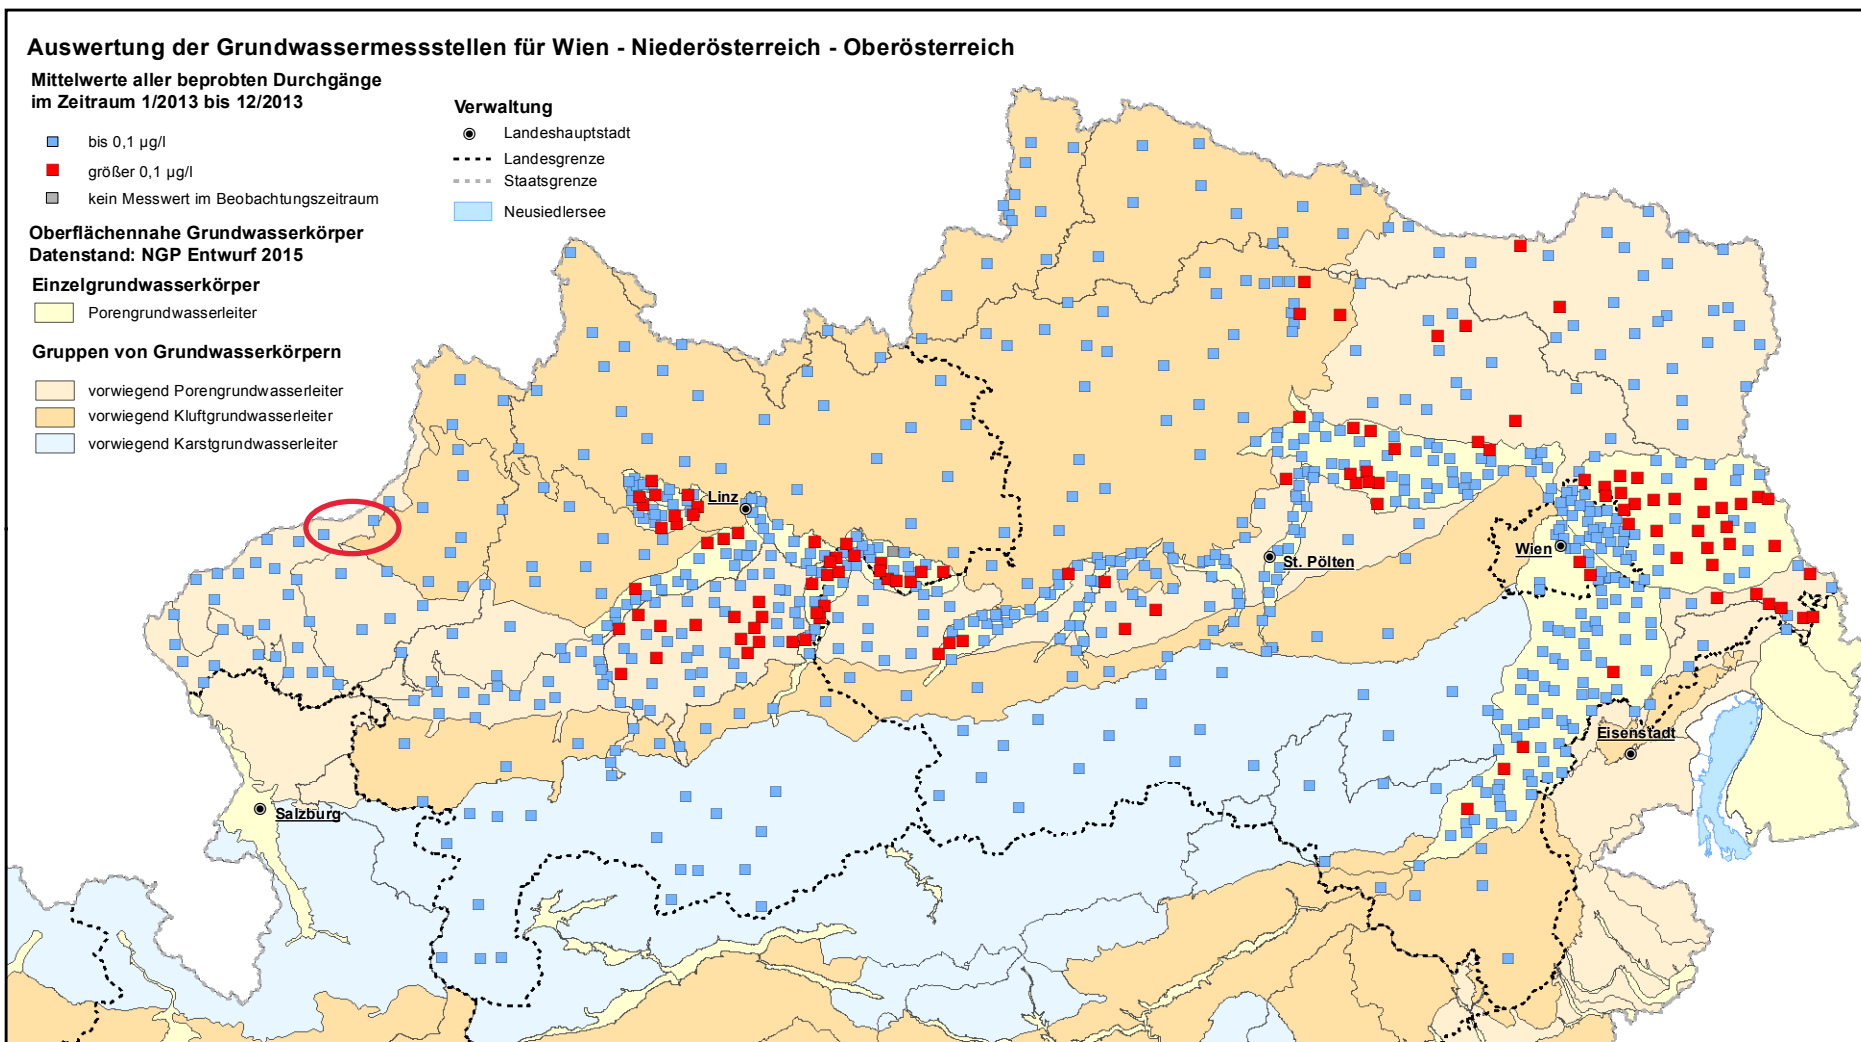 Auswertung der Grundwassermessstellen für Wien - Niederösterreich - Oberösterreich
Mittelwerte aller beprobten Durchgänge
im Zeitraum 1/2013 bis 12/2013
bis 0,1 µg/l
größer 0,1 µg/l
kein Messwert im Beobachtungszeitraum
Oberflächennahe Grundwasserkörper
Datenstand: NGP Entwurf 2015
Einzelgrundwasserkörper
Porengrundwasserleiter
Gruppen von Grundwasserkörpern
vorwiegend Porengrundwasserleiter
vorwiegend Kluftgrundwasserleiter
vorwiegend Karstgrundwasserleiter
Verwaltung
Landeshauptstadt
Landesgrenze
Staatsgrenze
Neusiedlersee
Linz
Wien
St. Pölten
Eisenstadt
Salzburg